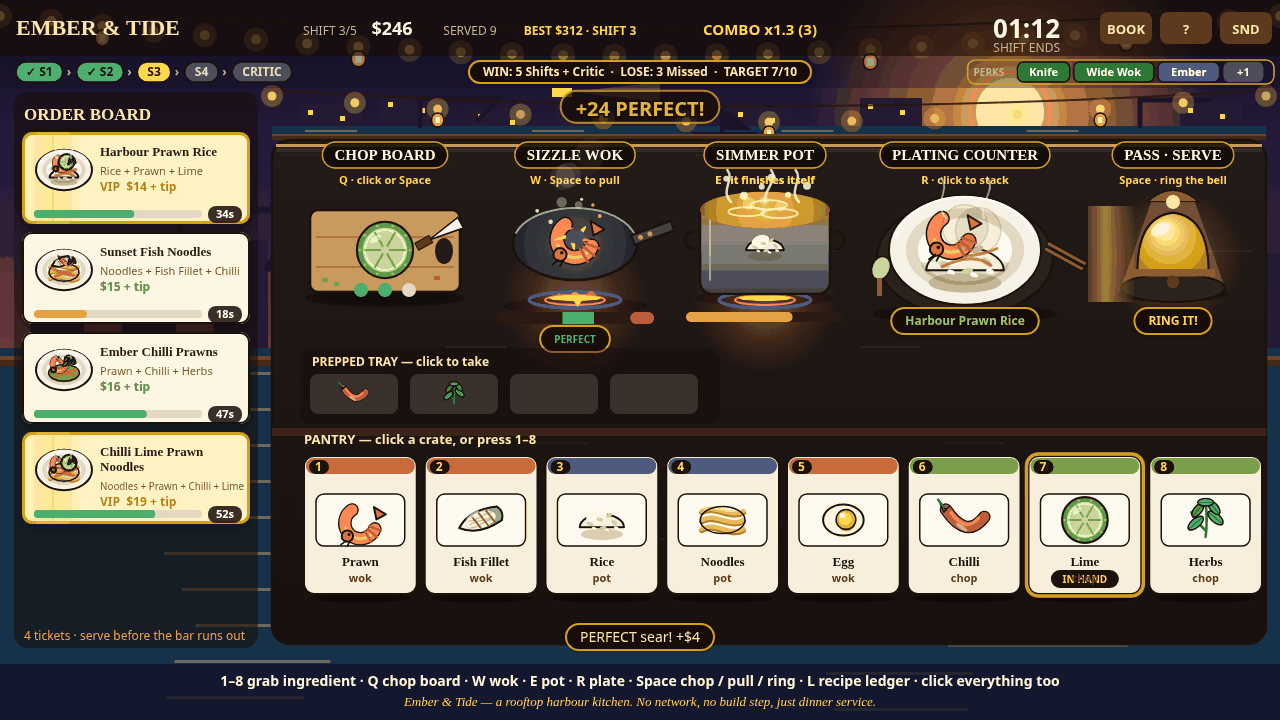 EMBER & TIDE
SHIFT 3/5 $246 SERVED 9 BEST $312 · SHIFT 3 COMBO x1.3 (3)
01:12
SHIFT ENDS
BOOK ? SND
✓ S1 › ✓ S2 › S3 › S4 › CRITIC
WIN: 5 Shifts + Critic · LOSE: 3 Missed · TARGET 7/10
PERKS Knife Wide Wok Ember +1
+24 PERFECT!
ORDER BOARD
Harbour Prawn Rice
Rice + Prawn + Lime
VIP $14 + tip
34s
Sunset Fish Noodles
Noodles + Fish Fillet + Chilli
$15 + tip
18s
Ember Chilli Prawns
Prawn + Chilli + Herbs
$16 + tip
47s
Chilli Lime Prawn
Noodles
Noodles + Prawn + Chilli + Lime
VIP $19 + tip
52s
4 tickets · serve before the bar runs out
CHOP BOARD
Q · click or Space
SIZZLE WOK
W · Space to pull
PERFECT
SIMMER POT
E · it finishes itself
PLATING COUNTER
R · click to stack
Harbour Prawn Rice
PASS · SERVE
Space · ring the bell
RING IT!
PREPPED TRAY — click to take
PANTRY — click a crate, or press 1–8
1 Prawn wok
2 Fish Fillet wok
3 Rice pot
4 Noodles pot
5 Egg wok
6 Chilli chop
7 Lime IN HAND
8 Herbs chop
PERFECT sear! +$4
1–8 grab ingredient · Q chop board · W wok · E pot · R plate · Space chop / pull / ring · L recipe ledger · click everything too
Ember & Tide — a rooftop harbour kitchen. No network, no build step, just dinner service.